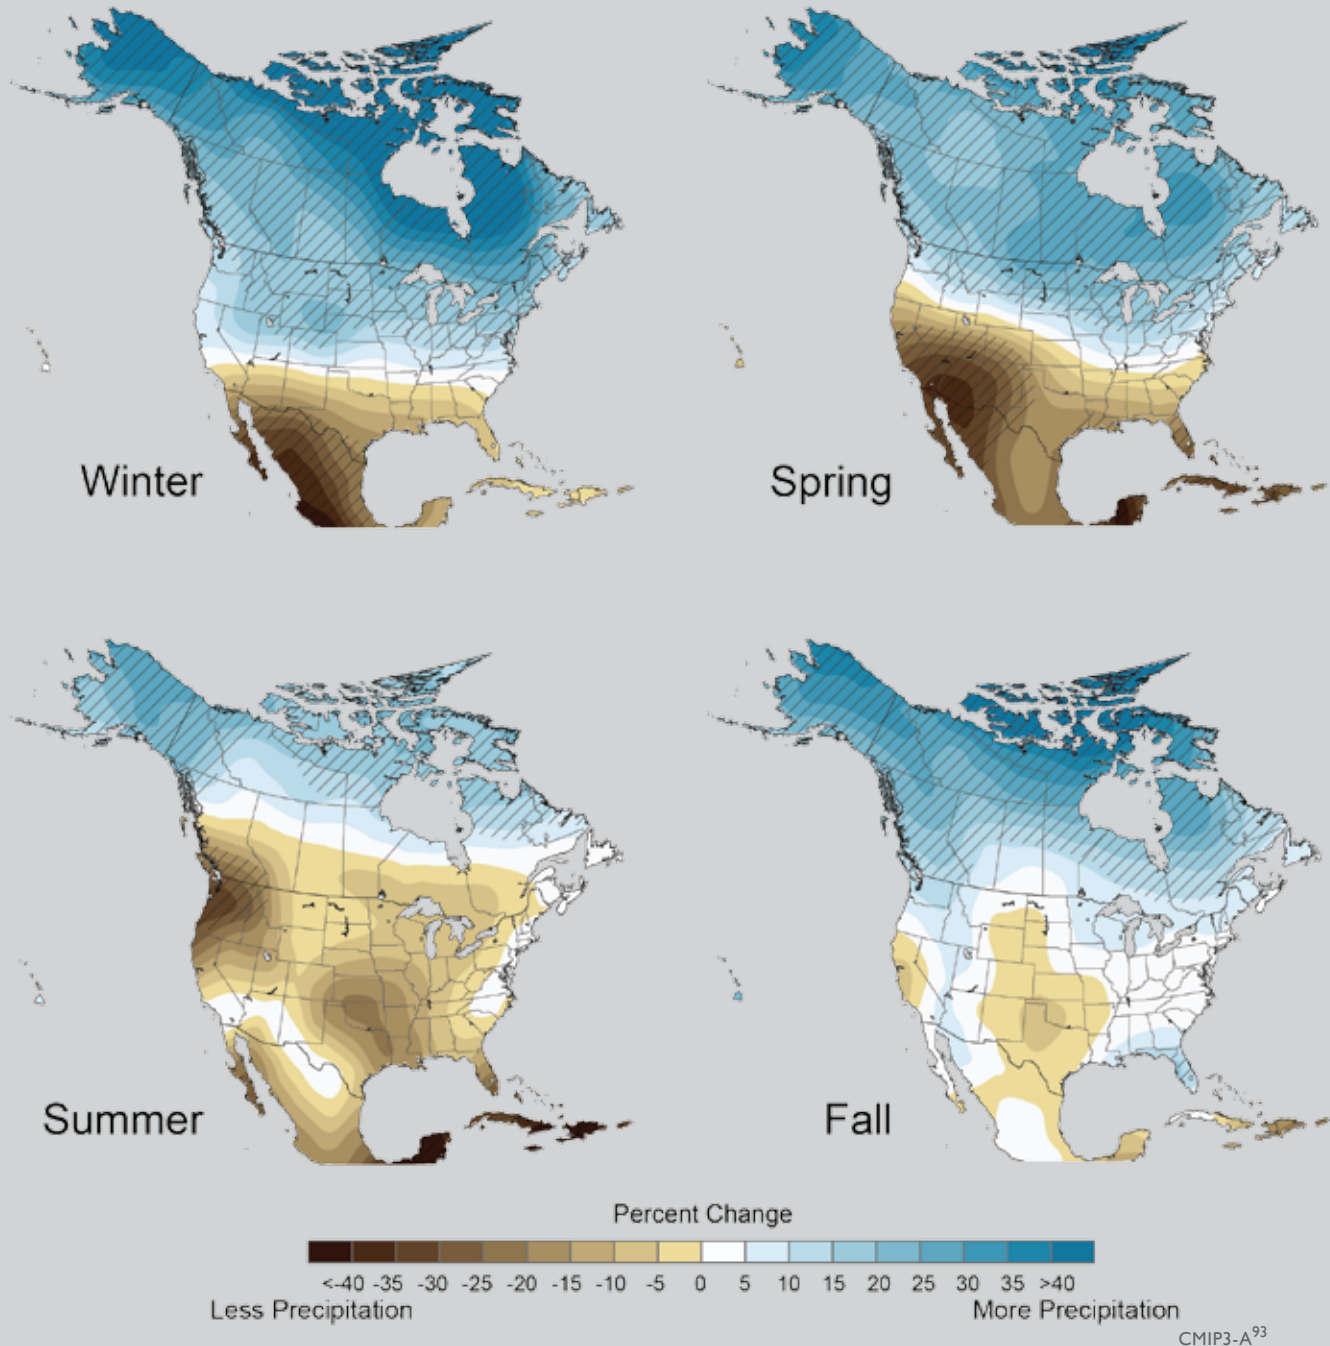 Winter
Spring
Summer
Fall
Percent Change
<-40 -35 -30 -25 -20 -15 -10 -5 0 5 10 15 20 25 30 35 >40
Less Precipitation
More Precipitation
CMIP3-A93